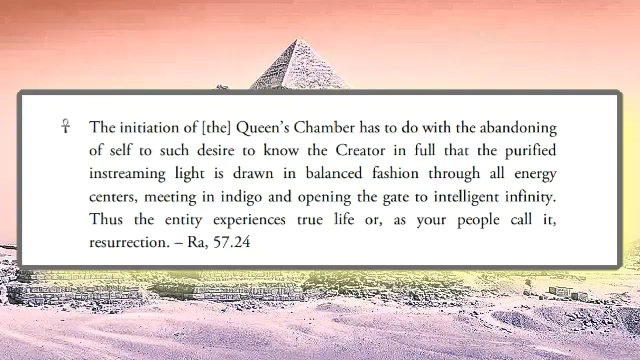 ☥ The initiation of [the] Queen's Chamber has to do with the abandoning
of self to such desire to know the Creator in full that the purified
instreaming light is drawn in balanced fashion through all energy
centers, meeting in indigo and opening the gate to intelligent infinity.
Thus the entity experiences true life or, as your people call it,
resurrection. – Ra, 57.24